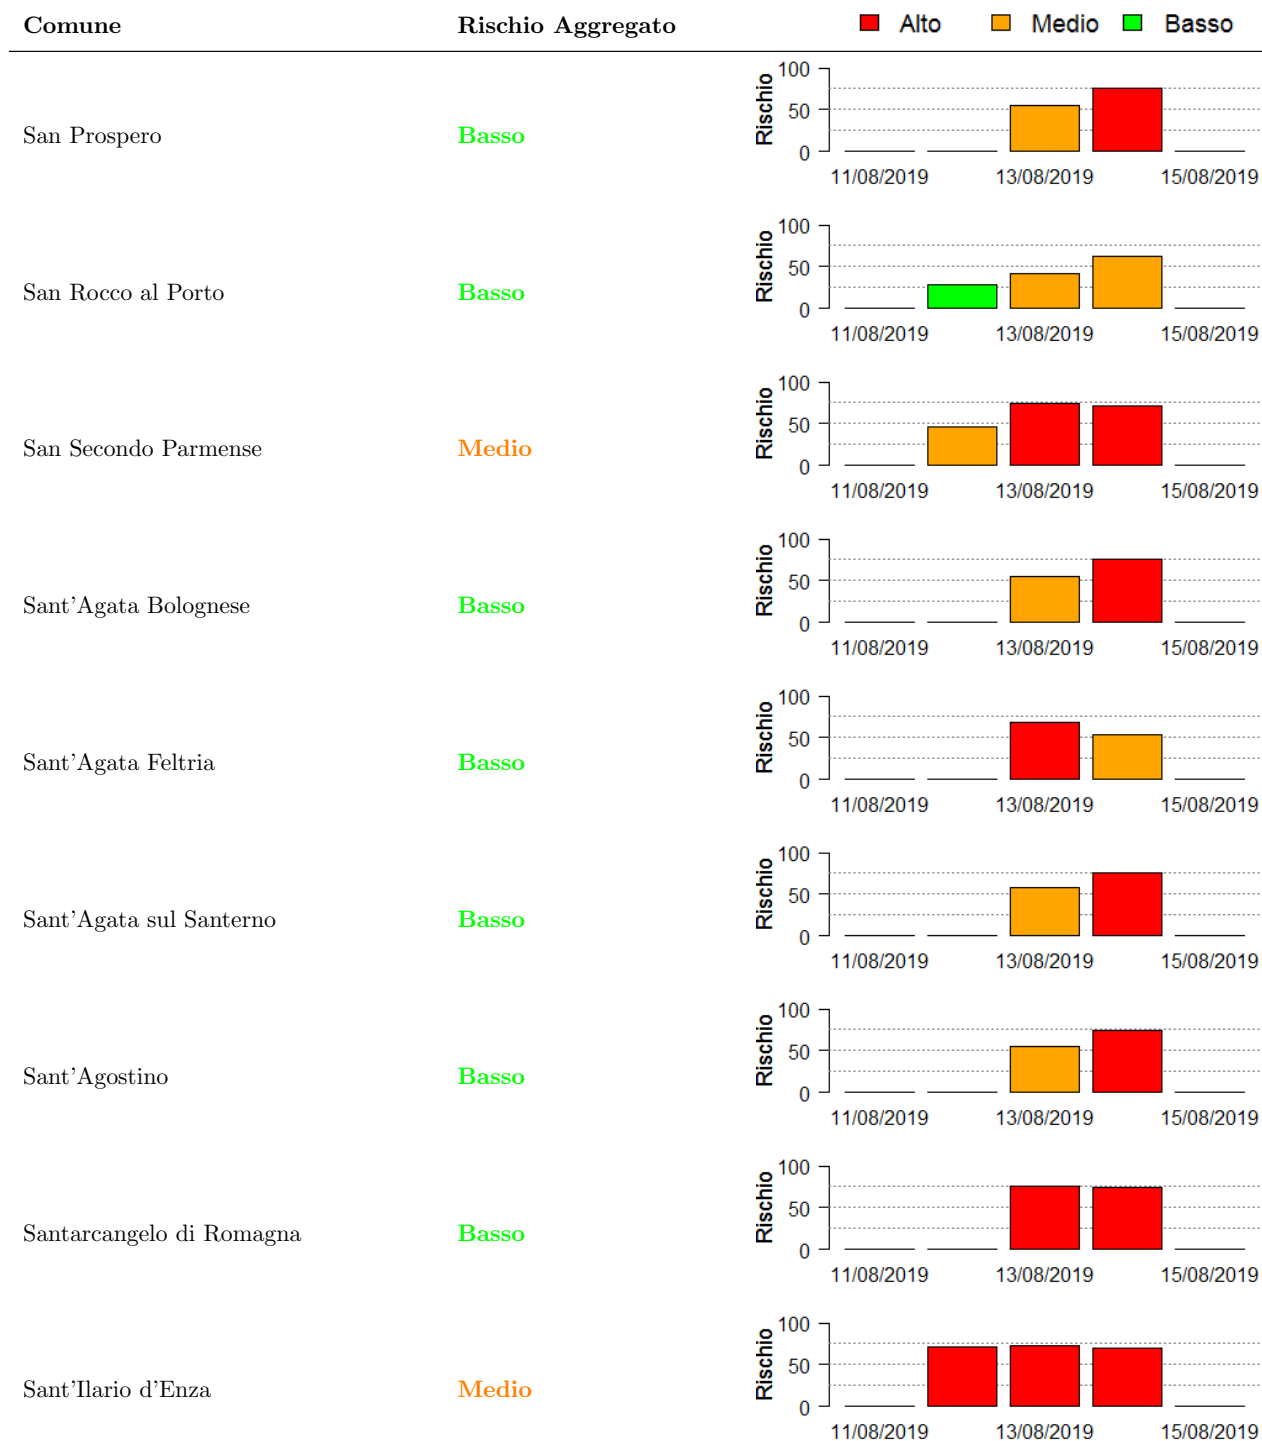 Comune Rischio Aggregato Alto Medio Basso
San Prospero Basso Rischio 100 50 0
11/08/2019 13/08/2019 15/08/2019
San Rocco al Porto Basso Rischio 100 50 0
11/08/2019 13/08/2019 15/08/2019
San Secondo Parmense Medio Rischio 100 50 0
11/08/2019 13/08/2019 15/08/2019
Sant'Agata Bolognese Basso Rischio 100 50 0
11/08/2019 13/08/2019 15/08/2019
Sant'Agata Feltria Basso Rischio 100 50 0
11/08/2019 13/08/2019 15/08/2019
Sant'Agata sul Santerno Basso Rischio 100 50 0
11/08/2019 13/08/2019 15/08/2019
Sant'Agostino Basso Rischio 100 50 0
11/08/2019 13/08/2019 15/08/2019
Santarcangelo di Romagna Basso Rischio 100 50 0
11/08/2019 13/08/2019 15/08/2019
Sant'Ilario d'Enza Medio Rischio 100 50 0
11/08/2019 13/08/2019 15/08/2019